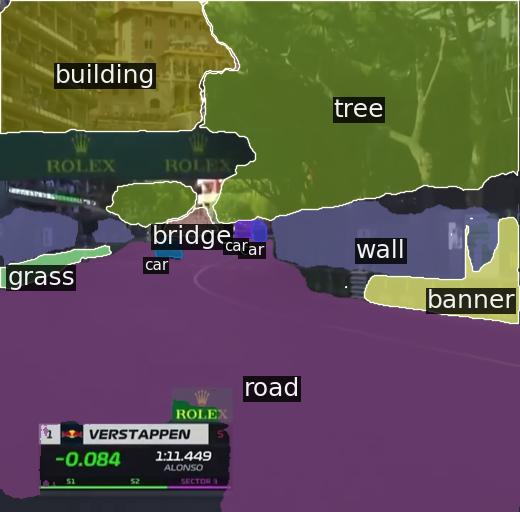 building
tree
ROLEX ROLEX
bridge
car
ar
car
wall
grass
banner
road
ROLEX
1 VERSTAPPEN S
-0.084 1:11.449
ALONSO
S1 S2 SECTOR 3